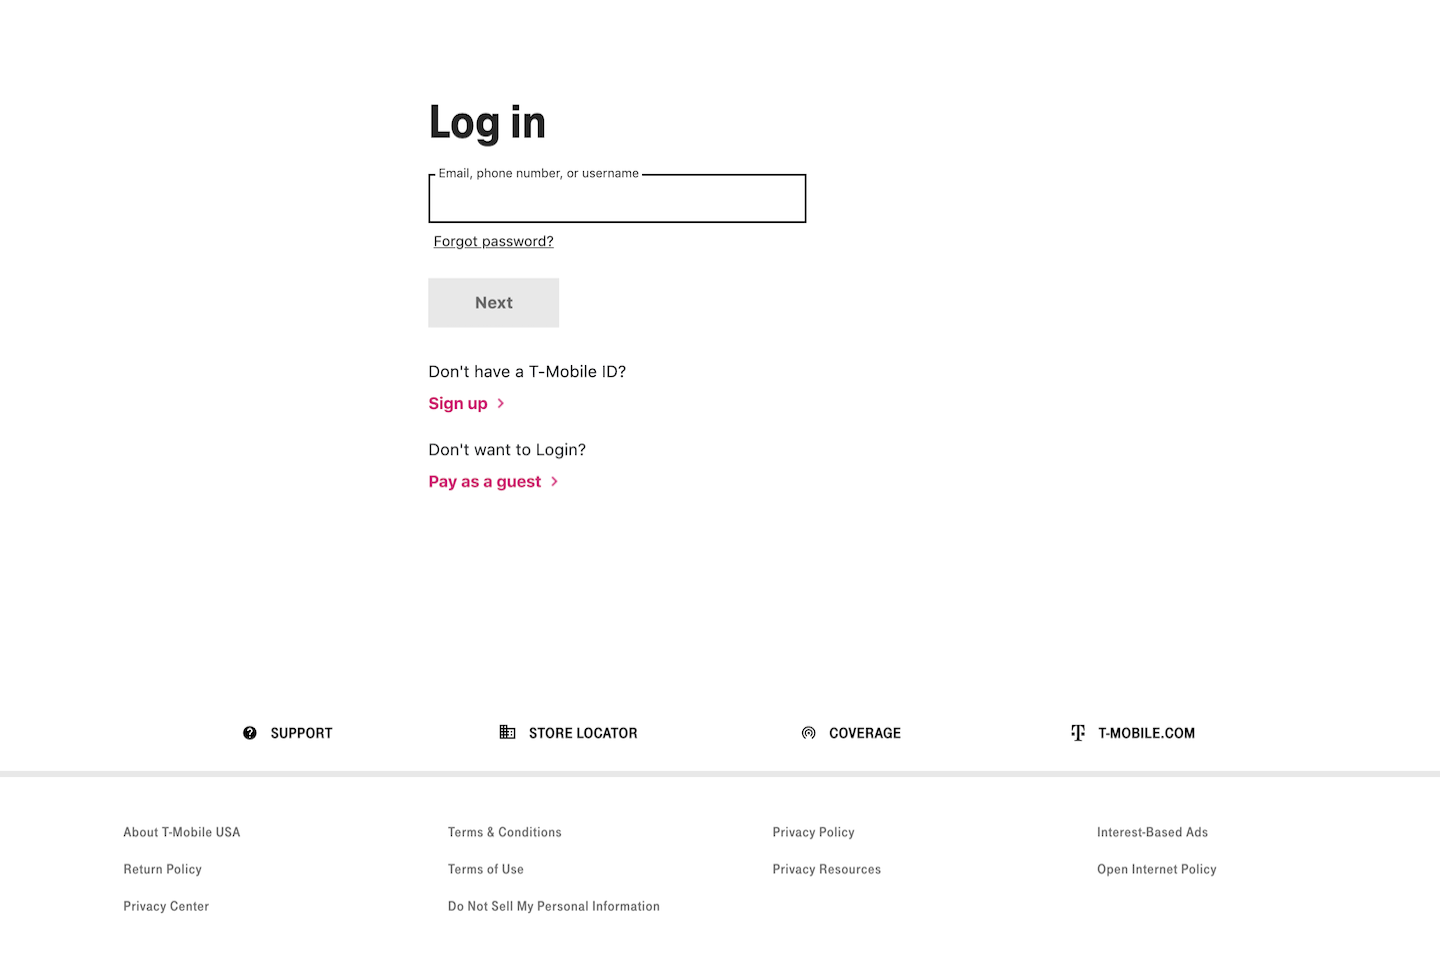 Log in
Email, phone number, or username
Forgot password?
Next
Don't have a T-Mobile ID?
Sign up
Don't want to Login?
Pay as a guest
SUPPORT
STORE LOCATOR
COVERAGE
T-MOBILE.COM
About T-Mobile USA
Terms & Conditions
Privacy Policy
Interest-Based Ads
Return Policy
Terms of Use
Privacy Resources
Open Internet Policy
Privacy Center
Do Not Sell My Personal Information